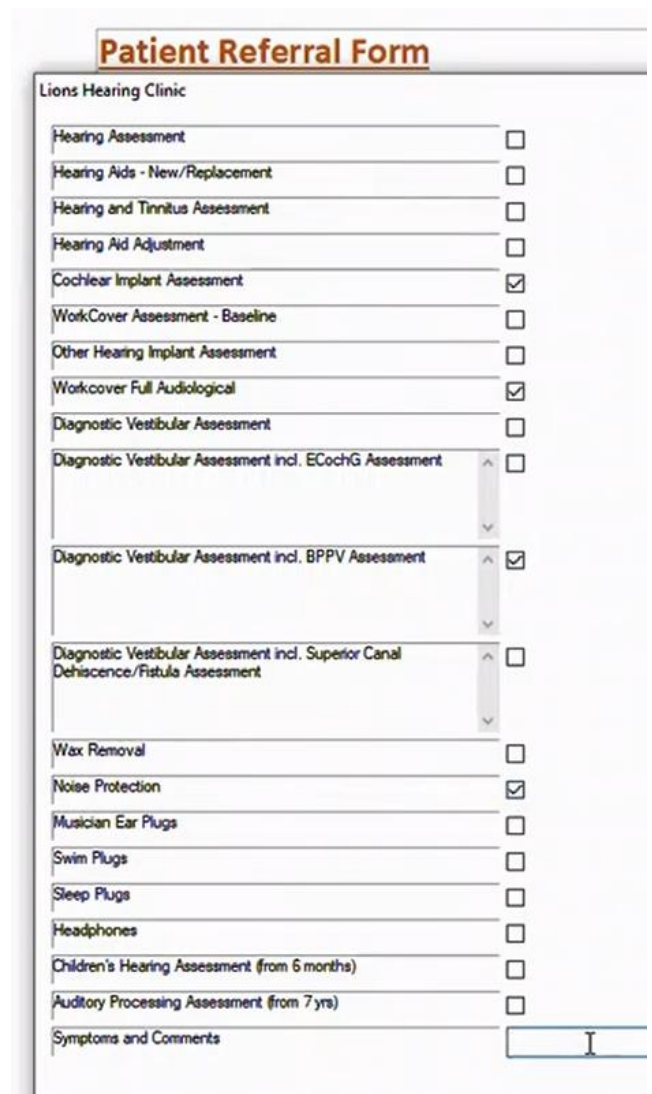 Patient Referral Form
Lions Hearing Clinic
Hearing Assessment
Hearing Aids - New/Replacement
Hearing and Tinnitus Assessment
Hearing Aid Adjustment
Cochlear Implant Assessment
WorkCover Assessment - Baseline
Other Hearing Implant Assessment
Workcover Full Audiological
Diagnostic Vestibular Assessment
Diagnostic Vestibular Assessment incl. ECochG Assessment
Diagnostic Vestibular Assessment incl. BPPV Assessment
Diagnostic Vestibular Assessment incl. Superior Canal
Dehiscence/Fistula Assessment
Wax Removal
Noise Protection
Musician Ear Plugs
Swim Plugs
Sleep Plugs
Headphones
Children's Hearing Assessment (from 6 months)
Auditory Processing Assessment (from 7 yrs)
Symptoms and Comments